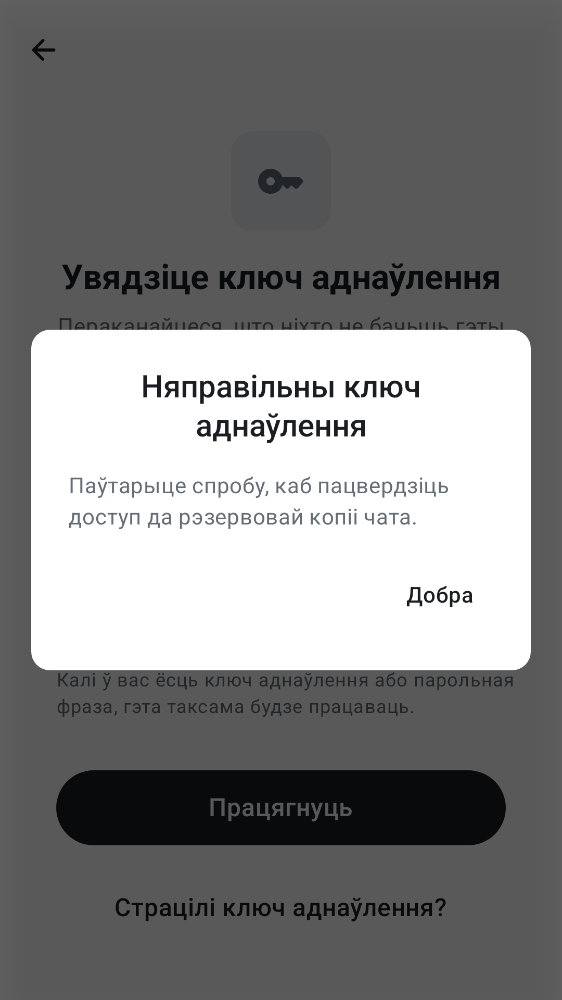 Увядзіце ключ аднаўлення
Пераканайцеся, што ніхто не бачыць гэты
Няправільны ключ
аднаўлення
Паўтарыце спробу, каб пацвердзіць
доступ да рэзервовай копіі чата.
Добра
Калі ў вас ёсць ключ аднаўлення або парольная
фраза, гэта таксама будзе працаваць.
Працягнуць
Страцілі ключ аднаўлення?